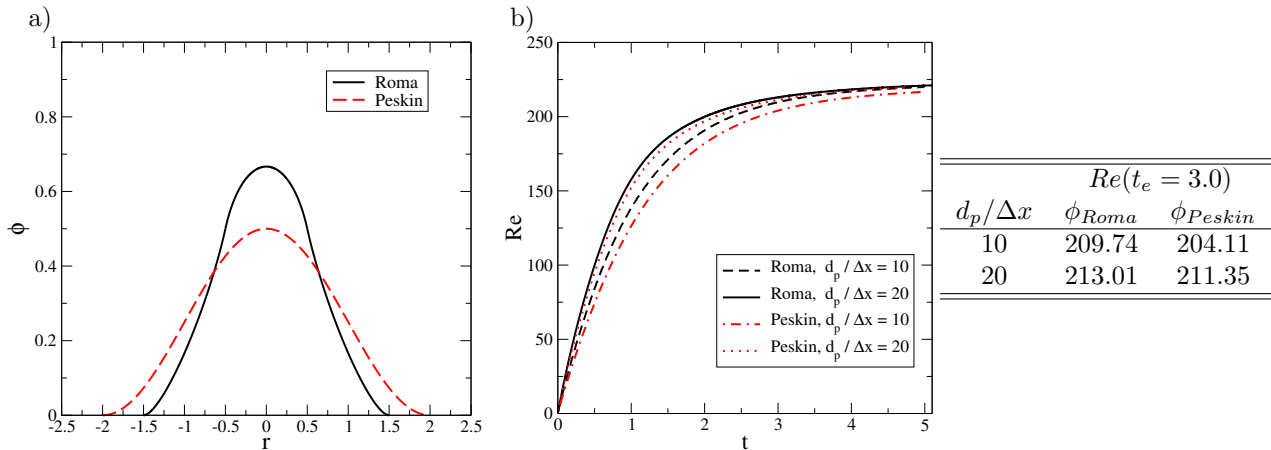 a)
1
0.8
0.6
0.4
0.2
0
ϕ
-2.5 -2 -1.5 -1 -0.5 0 0.5 1 1.5 2 2.5
r
Roma
Peskin
b)
250
200
150
100
50
0
Re
0 1 2 3 4 5
t
Roma, d_p / Δx = 10
Roma, d_p / Δx = 20
Peskin, d_p / Δx = 10
Peskin, d_p / Δx = 20
Re(t_e = 3.0)
d_p/Δx ϕ_Roma ϕ_Peskin
10 209.74 204.11
20 213.01 211.35